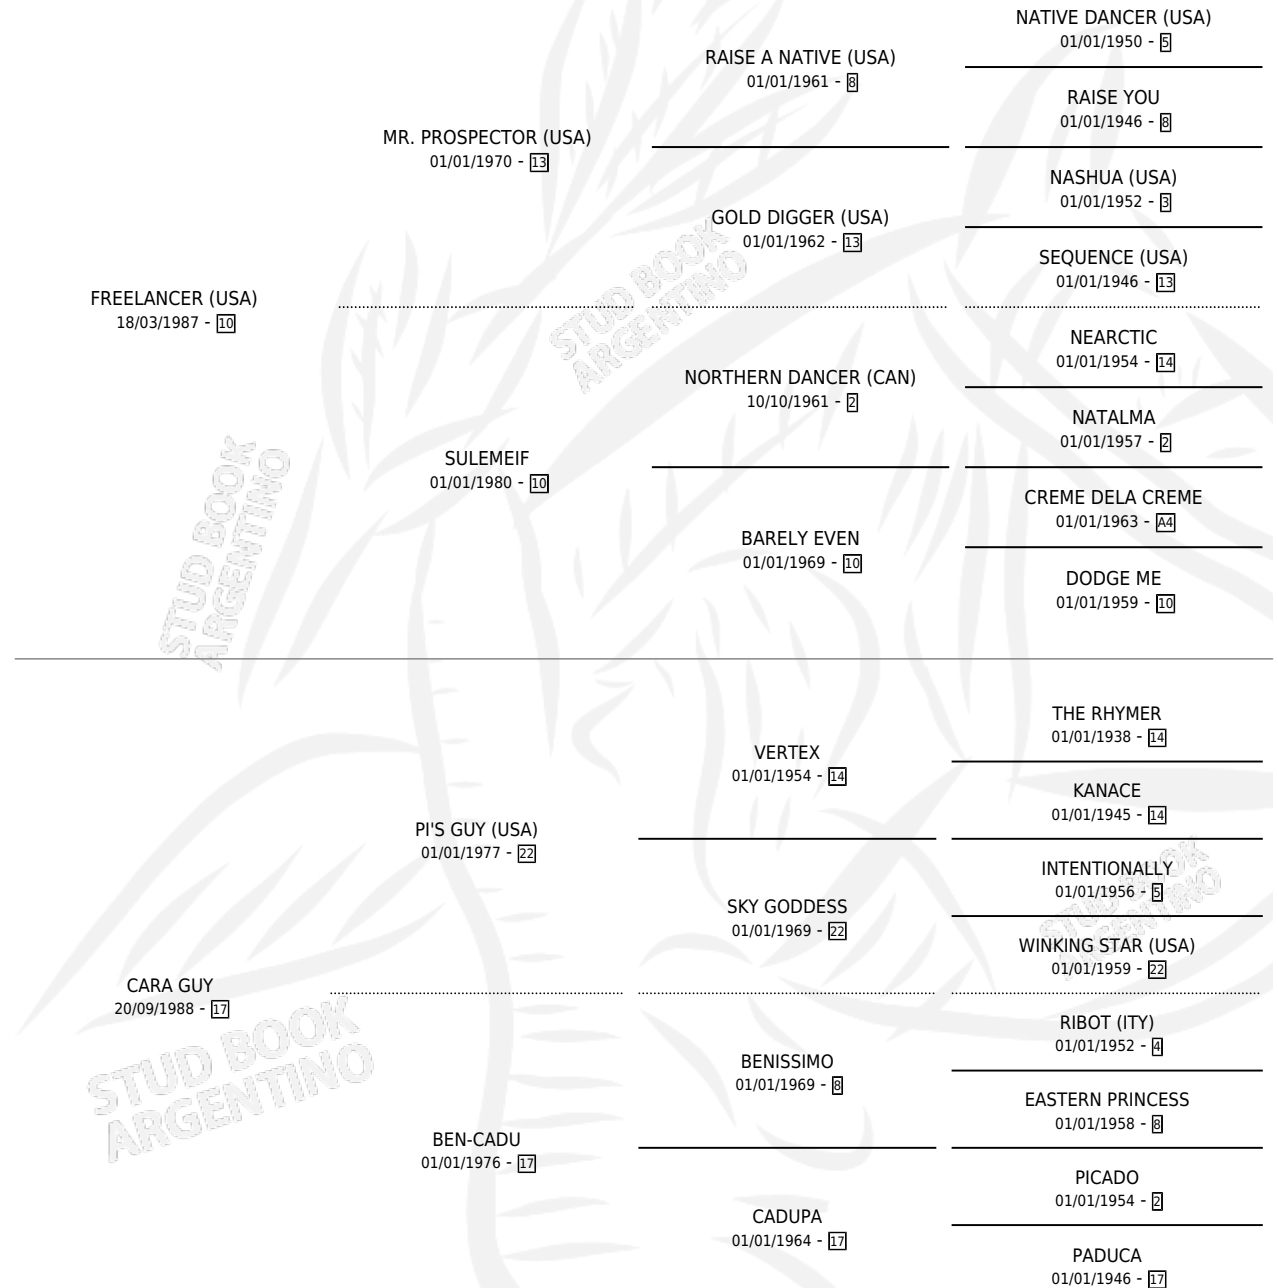 NATIVE DANCER (USA)
01/01/1950 - 5
RAISE A NATIVE (USA)
01/01/1961 - 8
RAISE YOU
01/01/1946 - 8
MR. PROSPECTOR (USA)
01/01/1970 - 13
NASHUA (USA)
01/01/1952 - 3
GOLD DIGGER (USA)
01/01/1962 - 13
SEQUENCE (USA)
01/01/1946 - 13
FREELANCER (USA)
18/03/1987 - 10
NEARCTIC
01/01/1954 - 14
NORTHERN DANCER (CAN)
10/10/1961 - 2
NATALMA
01/01/1957 - 2
SULEMEIF
01/01/1980 - 10
CREME DELA CREME
01/01/1963 - A4
BARELY EVEN
01/01/1969 - 10
DODGE ME
01/01/1959 - 10
THE RHYMER
01/01/1938 - 14
VERTEX
01/01/1954 - 14
KANACE
01/01/1945 - 14
PI'S GUY (USA)
01/01/1977 - 22
INTENTIONALLY
01/01/1956 - 5
SKY GODDESS
01/01/1969 - 22
WINKING STAR (USA)
01/01/1959 - 22
CARA GUY
20/09/1988 - 17
RIBOT (ITY)
01/01/1952 - 4
BENISSIMO
01/01/1969 - 8
EASTERN PRINCESS
01/01/1958 - 8
BEN-CADU
01/01/1976 - 17
PICADO
01/01/1954 - 2
CADUPA
01/01/1964 - 17
PADUCA
01/01/1946 - 17
STUD BOOK
ARGENTINO
STUD BOOK
ARGENTINO
STUD BOOK
ARGENTINO
STUD BOOK
ARGENTINO